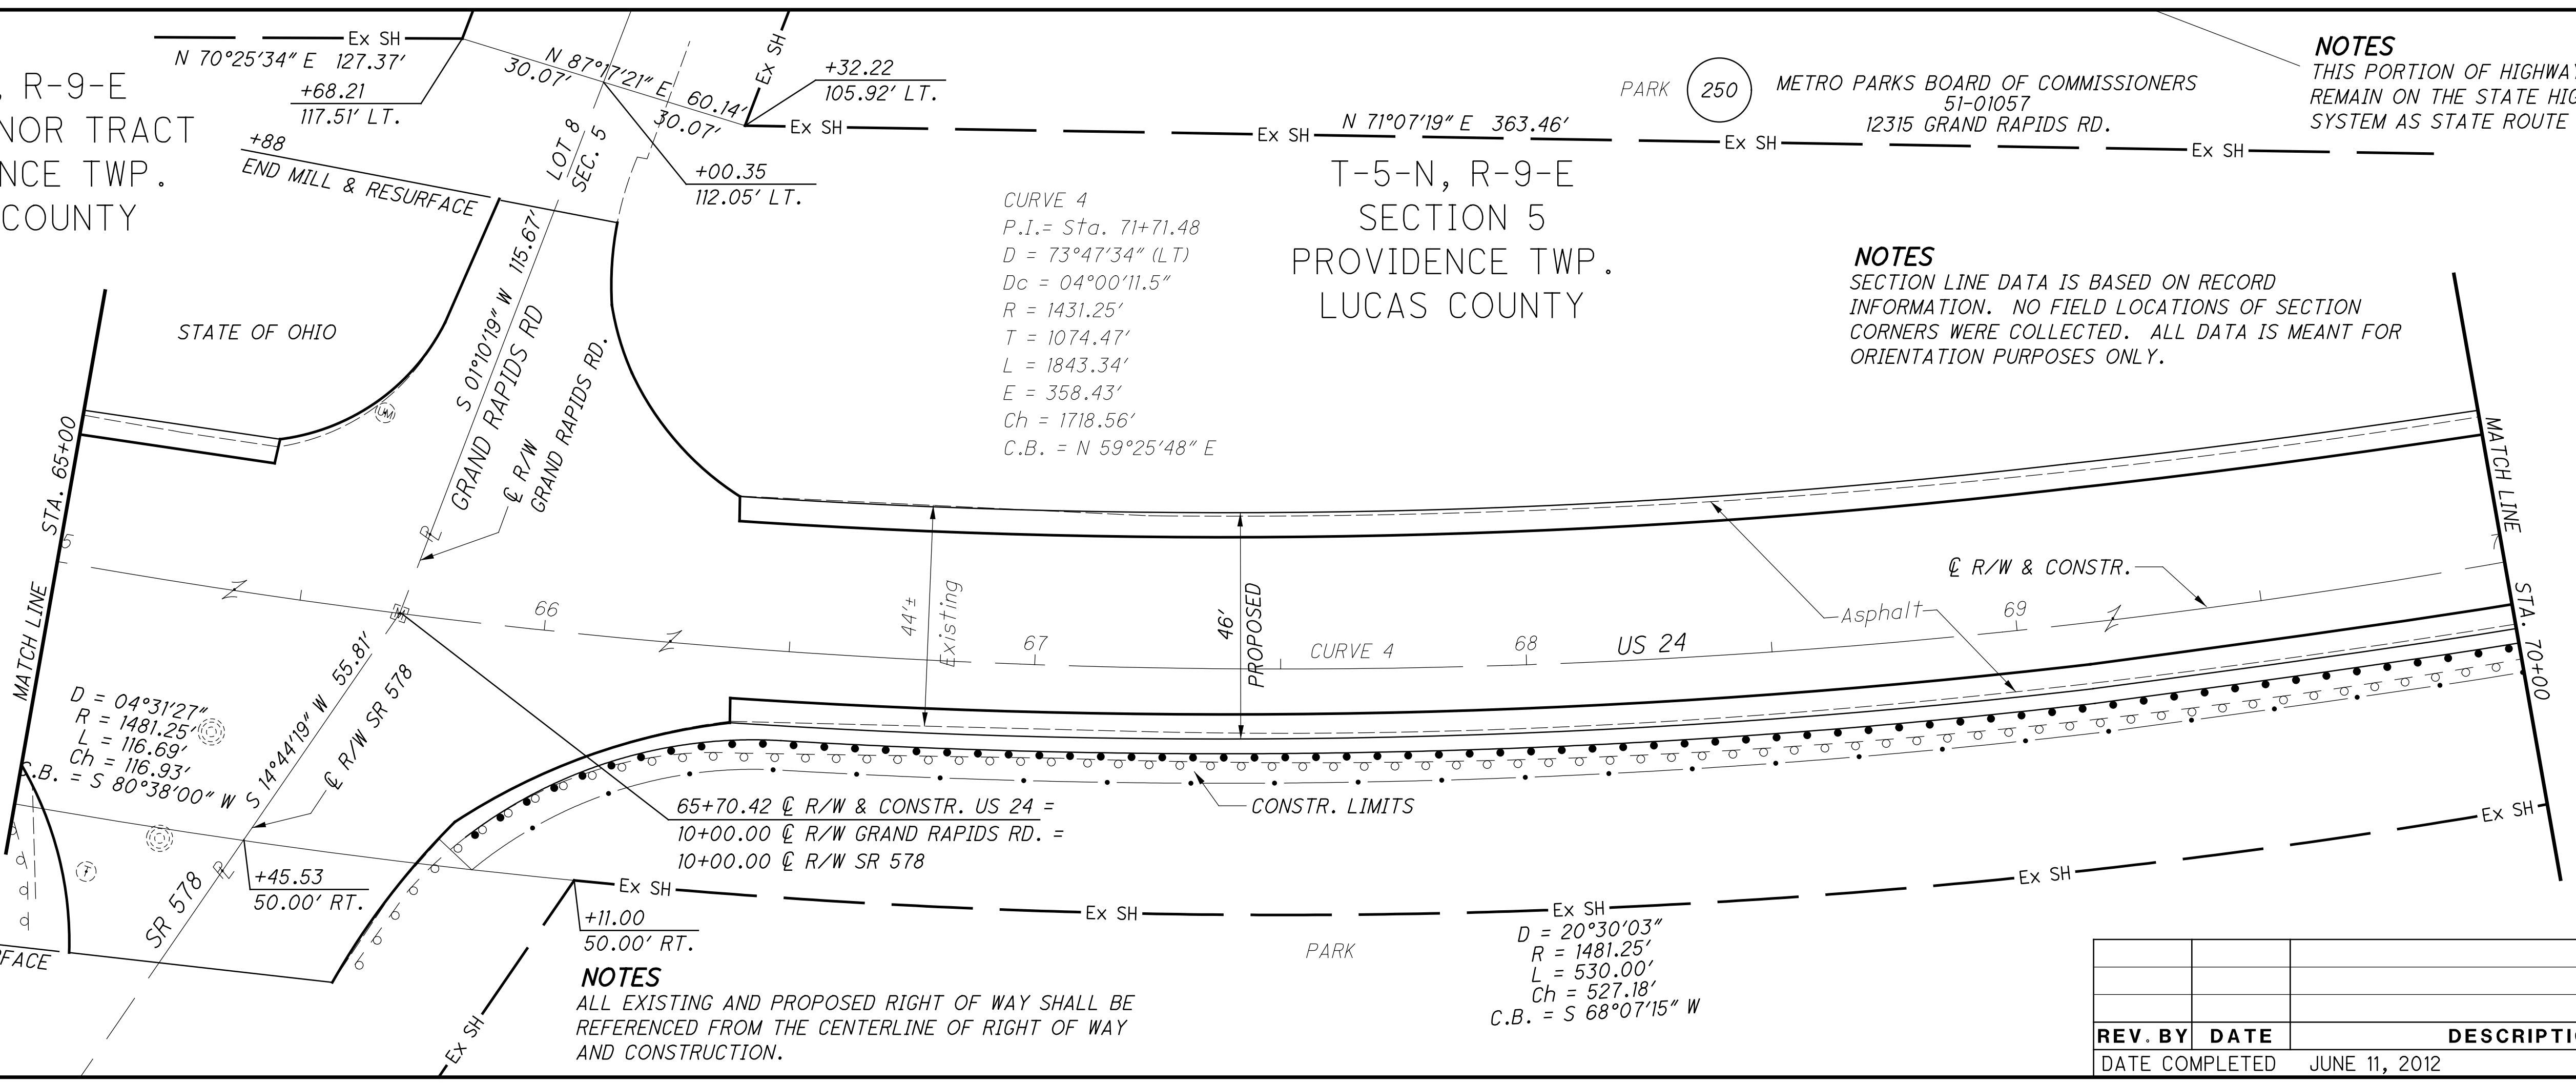 Ex SH
N 70°25'34" E 127.37'
+68.21
117.51' LT.
, R-9-E
NOR TRACT
NCE TWP.
COUNTY
+88
END MILL & RESURFACE
N 87°17'21" E 60.14'
30.07'
30.07'
Ex SH
+32.22
105.92' LT.
+00.35
112.05' LT.
LOT 8
SEC. 5
Ex SH
Ex SH
N 71°07'19" E 363.46'
Ex SH
Ex SH
PARK
250
METRO PARKS BOARD OF COMMISSIONERS
51-01057
12315 GRAND RAPIDS RD.
NOTES
THIS PORTION OF HIGHWAY
REMAIN ON THE STATE HIG
SYSTEM AS STATE ROUTE
T-5-N, R-9-E
SECTION 5
PROVIDENCE TWP.
LUCAS COUNTY
CURVE 4
P.I.= Sta. 71+71.48
D = 73°47'34" (LT)
Dc = 04°00'11.5"
R = 1431.25'
T = 1074.47'
L = 1843.34'
E = 358.43'
Ch = 1718.56'
C.B. = N 59°25'48" E
NOTES
SECTION LINE DATA IS BASED ON RECORD
INFORMATION. NO FIELD LOCATIONS OF SECTION
CORNERS WERE COLLECTED. ALL DATA IS MEANT FOR
ORIENTATION PURPOSES ONLY.
STATE OF OHIO
S 01°10'19" W 115.67'
GRAND RAPIDS RD
℄ R/W
GRAND RAPIDS RD.
MATCH LINE STA. 65+00
5
66
67
68
69
7
44'±
Existing
46'
PROPOSED
CURVE 4
US 24
Asphalt
℄ R/W & CONSTR.
MATCH LINE STA. 70+00
D = 04°31'27"
R = 1481.25'
L = 116.69'
Ch = 116.93'
C.B. = S 80°38'00" W
S 14°44'19" W 55.81'
℄ R/W SR 578
SR 578
T
+45.53
50.00' RT.
65+70.42 ℄ R/W & CONSTR. US 24 =
10+00.00 ℄ R/W GRAND RAPIDS RD. =
10+00.00 ℄ R/W SR 578
CONSTR. LIMITS
Ex SH
Ex SH
Ex SH
Ex SH
Ex SH
+11.00
50.00' RT.
Ex SH
PARK
D = 20°30'03"
R = 1481.25'
L = 530.00'
Ch = 527.18'
C.B. = S 68°07'15" W
RFACE
NOTES
ALL EXISTING AND PROPOSED RIGHT OF WAY SHALL BE
REFERENCED FROM THE CENTERLINE OF RIGHT OF WAY
AND CONSTRUCTION.
REV. BY DATE DESCRIPTI
DATE COMPLETED JUNE 11, 2012